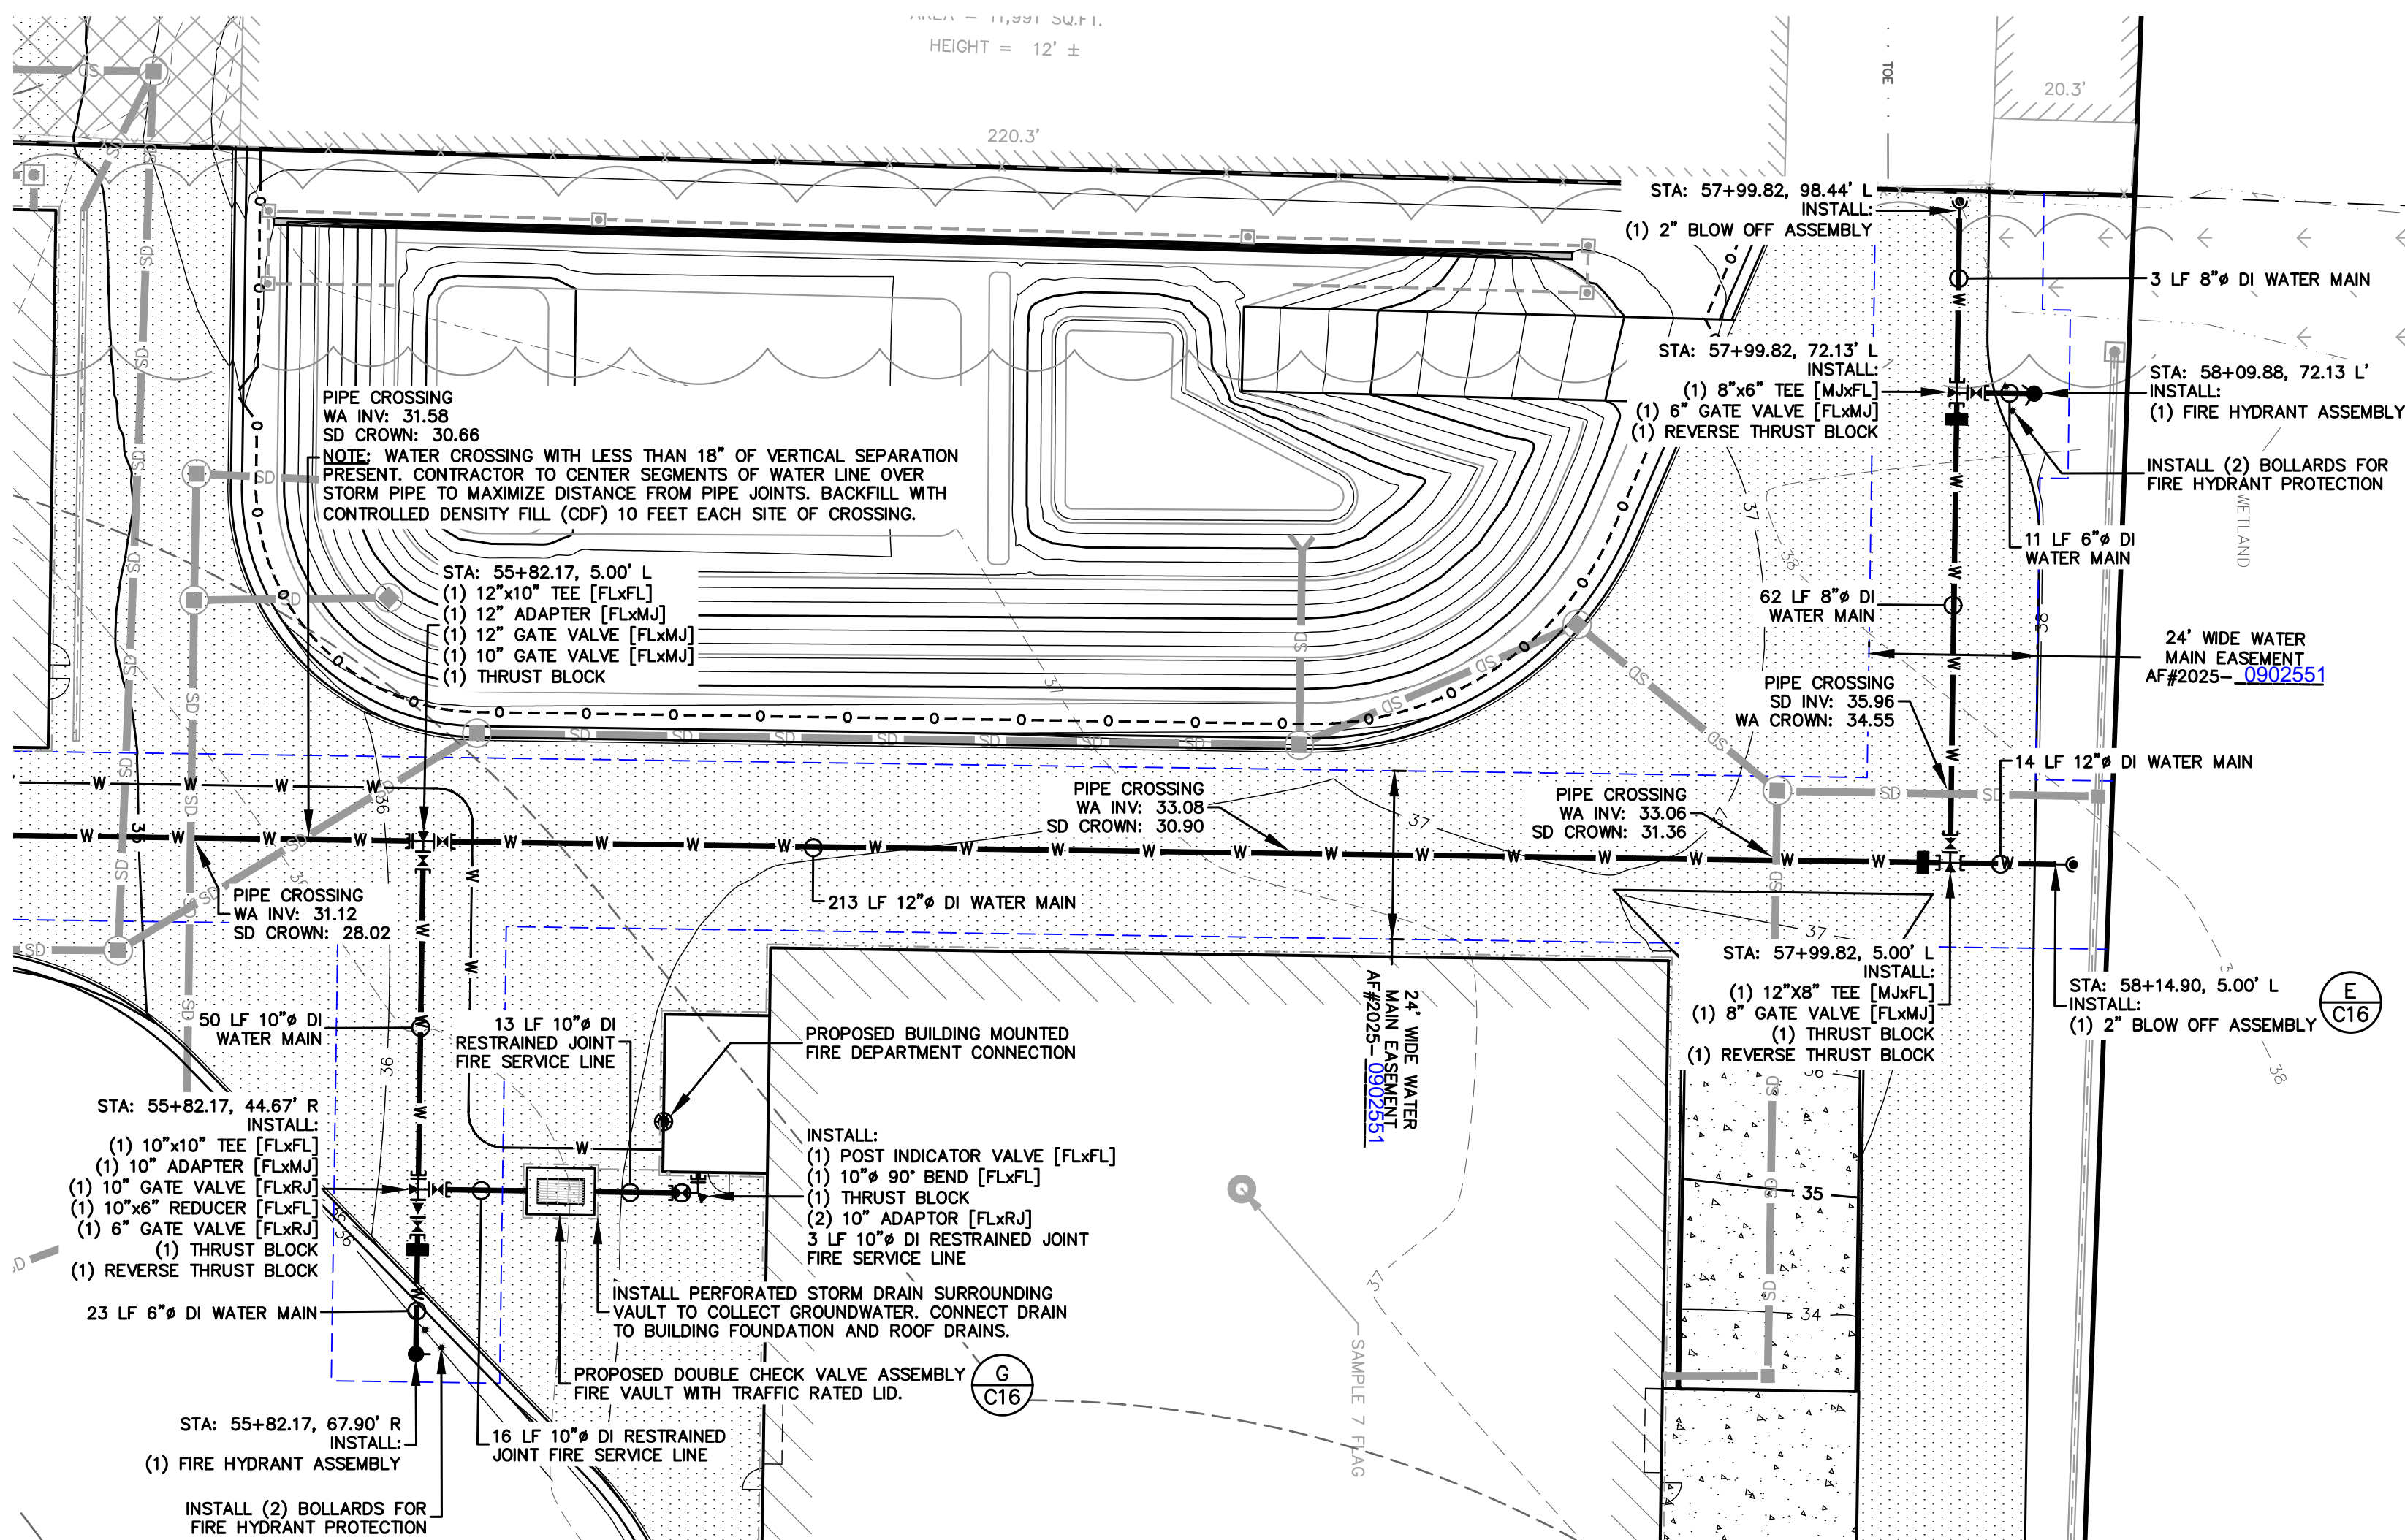 HEIGHT = 12' ±
220.3'
TOE
20.3'
STA: 57+99.82, 98.44' L
INSTALL:
(1) 2" BLOW OFF ASSEMBLY
3 LF 8"ø DI WATER MAIN
STA: 57+99.82, 72.13' L
INSTALL:
(1) 8"x6" TEE [MJxFL]
(1) 6" GATE VALVE [FLxMJ]
(1) REVERSE THRUST BLOCK
STA: 58+09.88, 72.13 L'
INSTALL:
(1) FIRE HYDRANT ASSEMBLY
INSTALL (2) BOLLARDS FOR
FIRE HYDRANT PROTECTION
WETLAND
11 LF 6"ø DI
WATER MAIN
PIPE CROSSING
WA INV: 31.58
SD CROWN: 30.66
NOTE: WATER CROSSING WITH LESS THAN 18" OF VERTICAL SEPARATION
PRESENT. CONTRACTOR TO CENTER SEGMENTS OF WATER LINE OVER
STORM PIPE TO MAXIMIZE DISTANCE FROM PIPE JOINTS. BACKFILL WITH
CONTROLLED DENSITY FILL (CDF) 10 FEET EACH SITE OF CROSSING.
STA: 55+82.17, 5.00' L
(1) 12"x10" TEE [FLxFL]
(1) 12" ADAPTER [FLxMJ]
(1) 12" GATE VALVE [FLxMJ]
(1) 10" GATE VALVE [FLxMJ]
(1) THRUST BLOCK
62 LF 8"ø DI
WATER MAIN
24' WIDE WATER
MAIN EASEMENT
AF#2025- 0902551
PIPE CROSSING
SD INV: 35.96
WA CROWN: 34.55
14 LF 12"ø DI WATER MAIN
PIPE CROSSING
WA INV: 33.08
SD CROWN: 30.90
PIPE CROSSING
WA INV: 33.06
SD CROWN: 31.36
PIPE CROSSING
WA INV: 31.12
SD CROWN: 28.02
213 LF 12"ø DI WATER MAIN
24' WIDE WATER
MAIN EASEMENT
AF#2025- 0902551
STA: 57+99.82, 5.00' L
INSTALL:
(1) 12"X8" TEE [MJxFL]
(1) 8" GATE VALVE [FLxMJ]
(1) THRUST BLOCK
(1) REVERSE THRUST BLOCK
STA: 58+14.90, 5.00' L
INSTALL:
(1) 2" BLOW OFF ASSEMBLY
E
C16
50 LF 10"ø DI
WATER MAIN
13 LF 10"ø DI
RESTRAINED JOINT
FIRE SERVICE LINE
PROPOSED BUILDING MOUNTED
FIRE DEPARTMENT CONNECTION
STA: 55+82.17, 44.67' R
INSTALL:
(1) 10"x10" TEE [FLxFL]
(1) 10" ADAPTER [FLxMJ]
(1) 10" GATE VALVE [FLxRJ]
(1) 10"x6" REDUCER [FLxFL]
(1) 6" GATE VALVE [FLxRJ]
(1) THRUST BLOCK
(1) REVERSE THRUST BLOCK
INSTALL:
(1) POST INDICATOR VALVE [FLxFL]
(1) 10"ø 90° BEND [FLxFL]
(1) THRUST BLOCK
(2) 10" ADAPTOR [FLxRJ]
3 LF 10"ø DI RESTRAINED JOINT
FIRE SERVICE LINE
23 LF 6"ø DI WATER MAIN
INSTALL PERFORATED STORM DRAIN SURROUNDING
VAULT TO COLLECT GROUNDWATER. CONNECT DRAIN
TO BUILDING FOUNDATION AND ROOF DRAINS.
PROPOSED DOUBLE CHECK VALVE ASSEMBLY
FIRE VAULT WITH TRAFFIC RATED LID.
G
C16
STA: 55+82.17, 67.90' R
INSTALL:
(1) FIRE HYDRANT ASSEMBLY
16 LF 10"ø DI RESTRAINED
JOINT FIRE SERVICE LINE
INSTALL (2) BOLLARDS FOR
FIRE HYDRANT PROTECTION
SAMPLE 7 FLAG
35
34
37
38
36